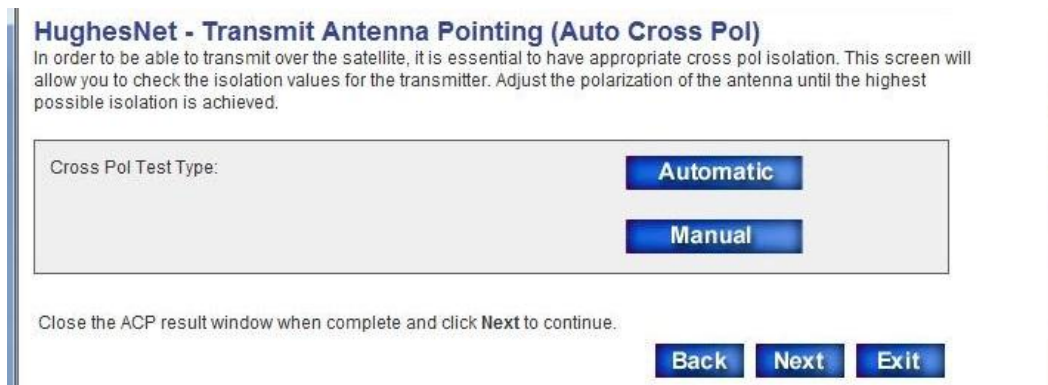 HughesNet - Transmit Antenna Pointing (Auto Cross Pol)
In order to be able to transmit over the satellite, it is essential to have appropriate cross pol isolation. This screen will
allow you to check the isolation values for the transmitter. Adjust the polarization of the antenna until the highest
possible isolation is achieved.
Cross Pol Test Type:
Automatic
Manual
Close the ACP result window when complete and click Next to continue.
Back Next Exit